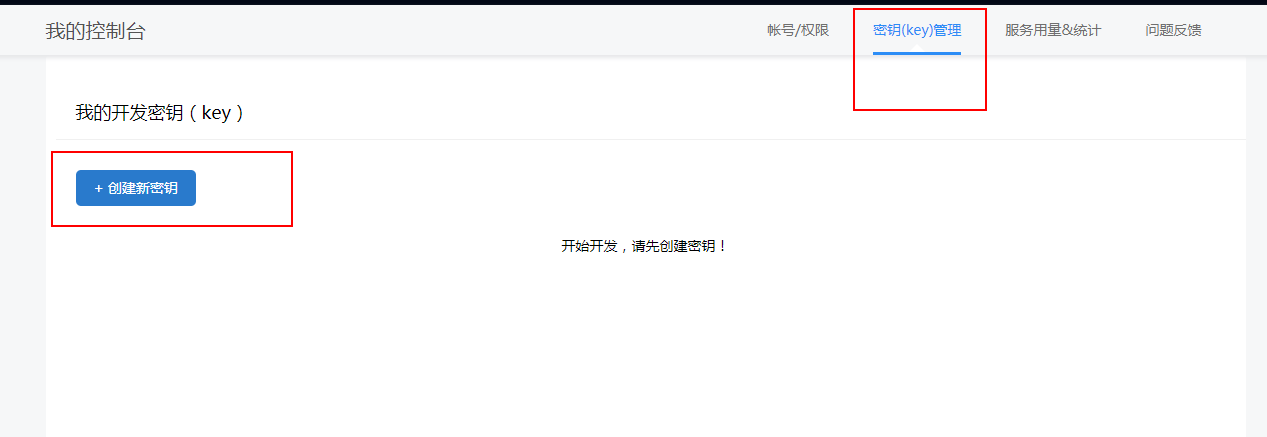 我的控制台 帐号/权限 密钥(key)管理 服务用量&统计 问题反馈
我的开发密钥（key）
+ 创建新密钥
开始开发，请先创建密钥！